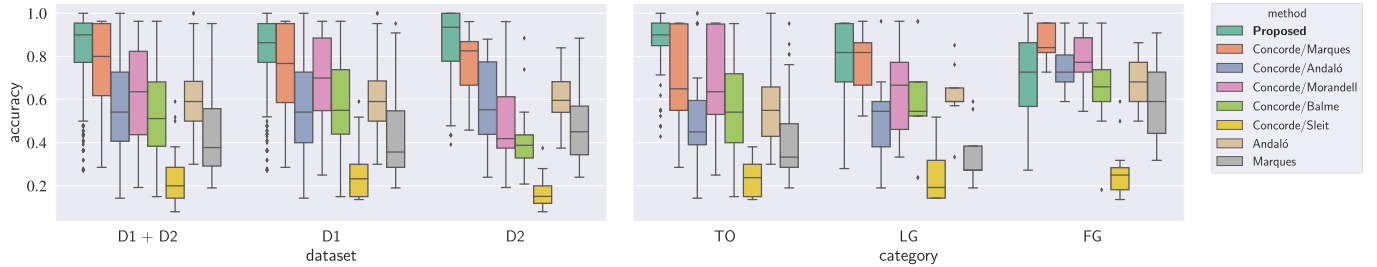 1.0
0.8
0.6
0.4
0.2
accuracy
D1 + D2
D1
D2
dataset
TO
LG
FG
category
method
Proposed
Concorde/Marques
Concorde/Andaló
Concorde/Morandell
Concorde/Balme
Concorde/Sleit
Andaló
Marques